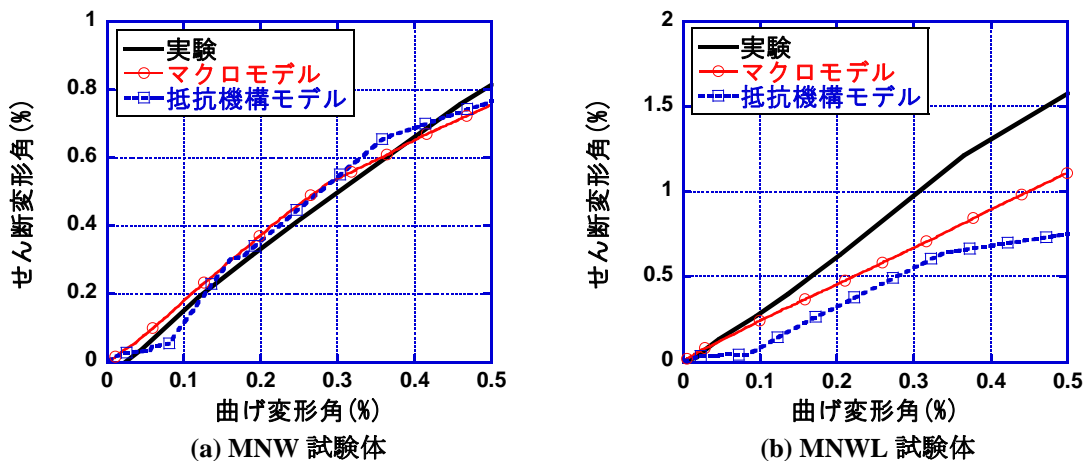 1
0.8
0.6
0.4
0.2
0
せん断変形角(%)
実験
マクロモデル
抵抗機構モデル
0 0.1 0.2 0.3 0.4 0.5
曲げ変形角(%)
(a) MNW 試験体
2
1.5
1
0.5
0
せん断変形角(%)
実験
マクロモデル
抵抗機構モデル
0 0.1 0.2 0.3 0.4 0.5
曲げ変形角(%)
(b) MNWL 試験体